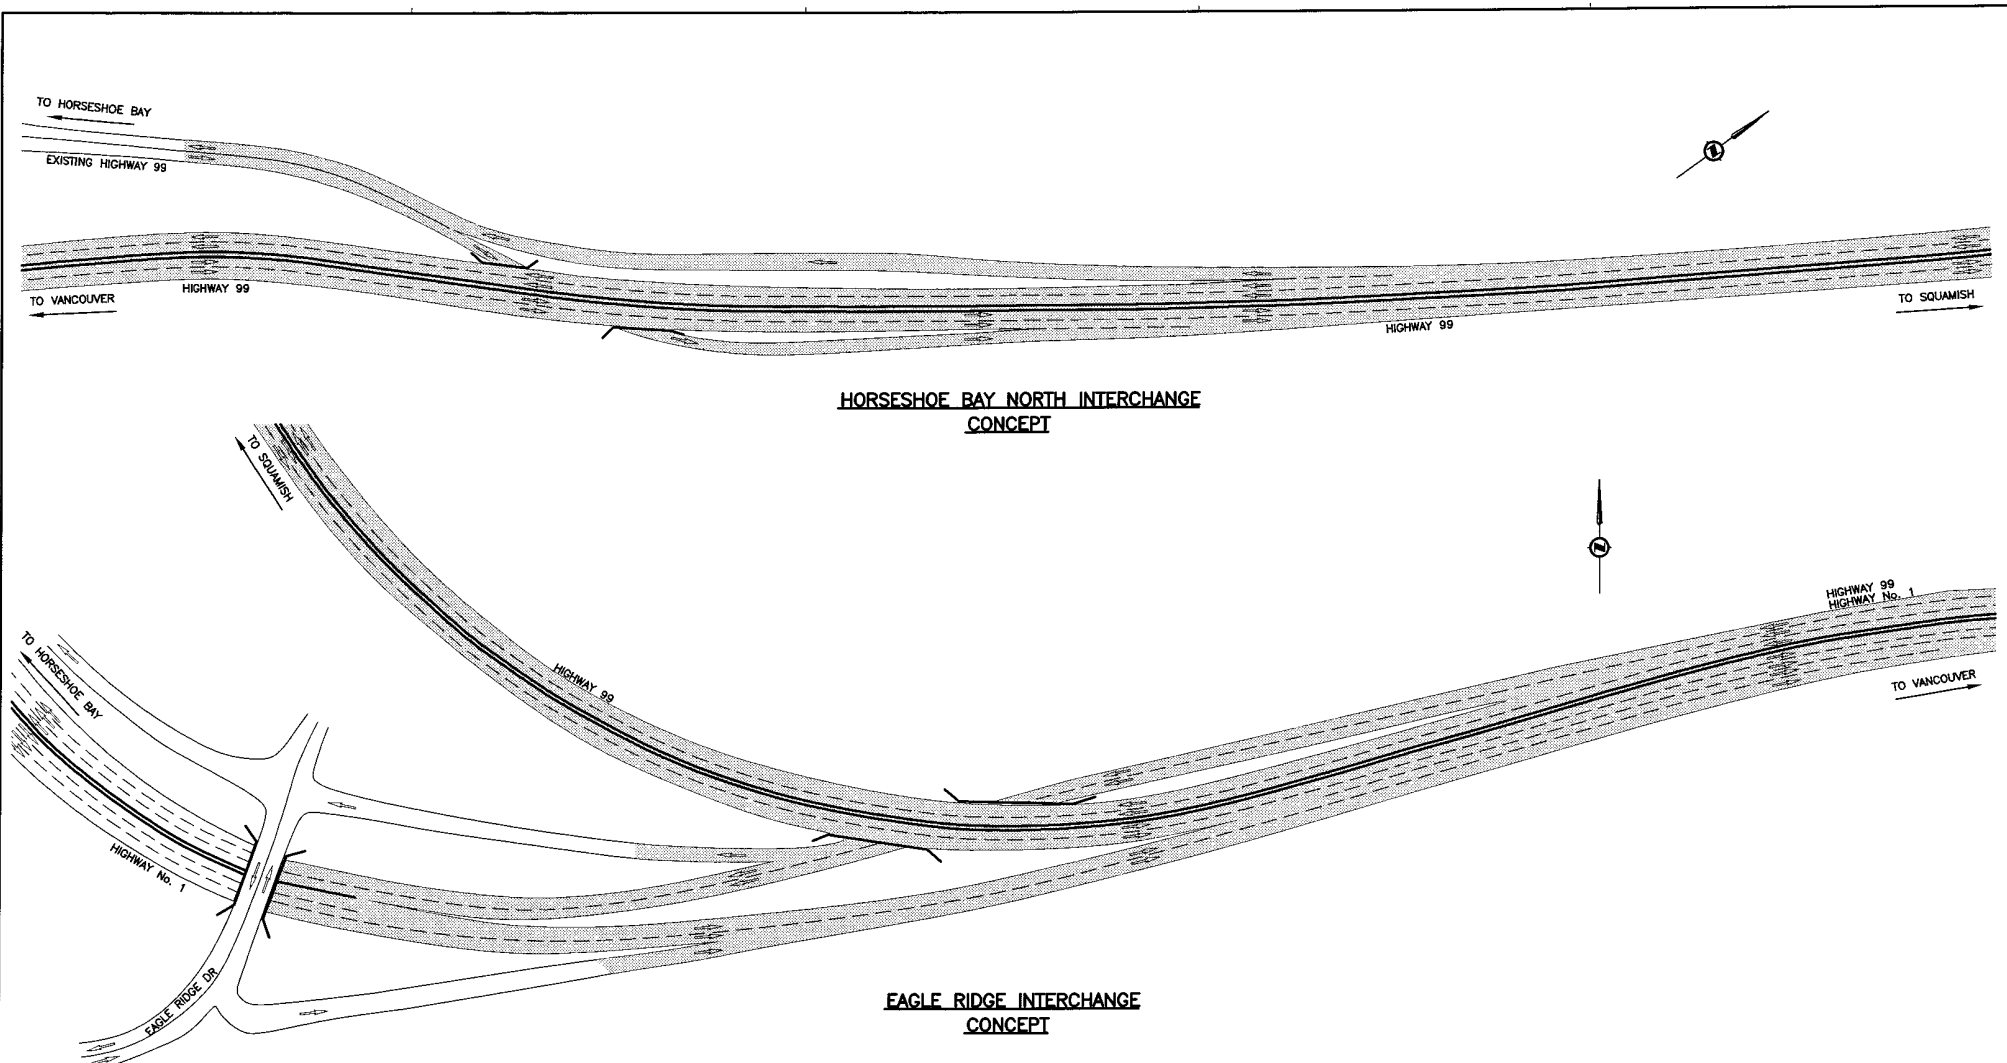 TO HORSESHOE BAY
EXISTING HIGHWAY 99
HIGHWAY 99
TO VANCOUVER
TO SQUAMISH
HIGHWAY 99
HORSESHOE BAY NORTH INTERCHANGE
CONCEPT
TO SQUAMISH
HIGHWAY 99
HIGHWAY No. 1
TO HORSESHOE BAY
HIGHWAY 99
TO VANCOUVER
HIGHWAY No. 1
EAGLE RIDGE DR
EAGLE RIDGE INTERCHANGE
CONCEPT